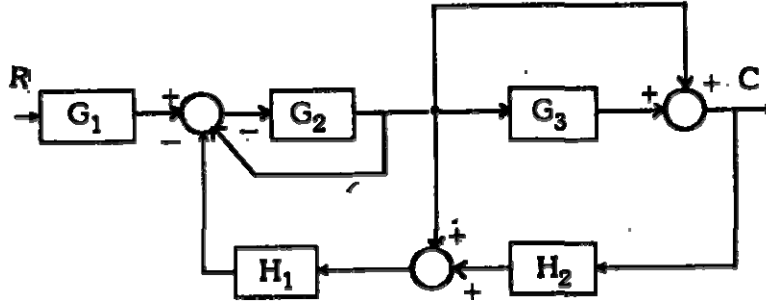 R
G₁
+
−
−
G₂
G₃
+
+
C
H₁
+
+
H₂